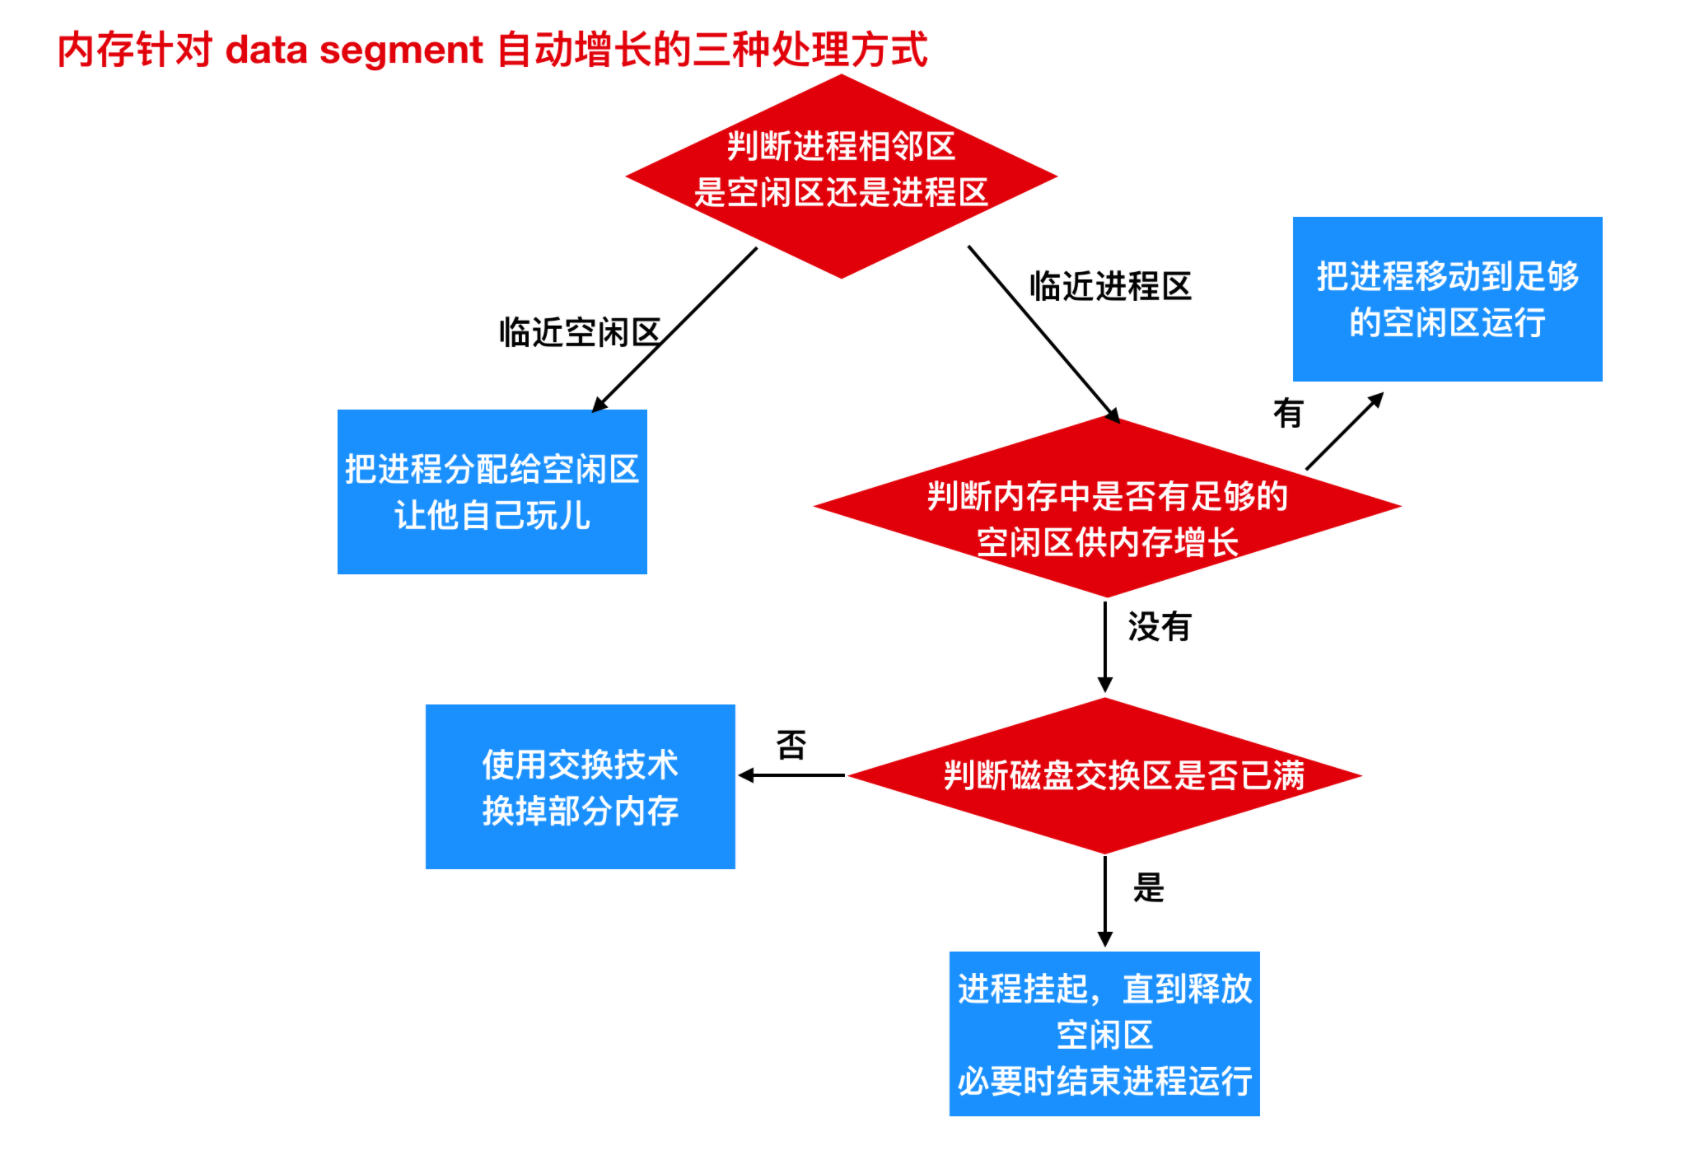 内存针对 data segment 自动增长的三种处理方式
判断进程相邻区
是空闲区还是进程区
临近空闲区
临近进程区
把进程移动到足够
的空闲区运行
有
把进程分配给空闲区
让他自己玩儿
判断内存中是否有足够的
空闲区供内存增长
没有
使用交换技术
换掉部分内存
否
判断磁盘交换区是否已满
是
进程挂起，直到释放
空闲区
必要时结束进程运行